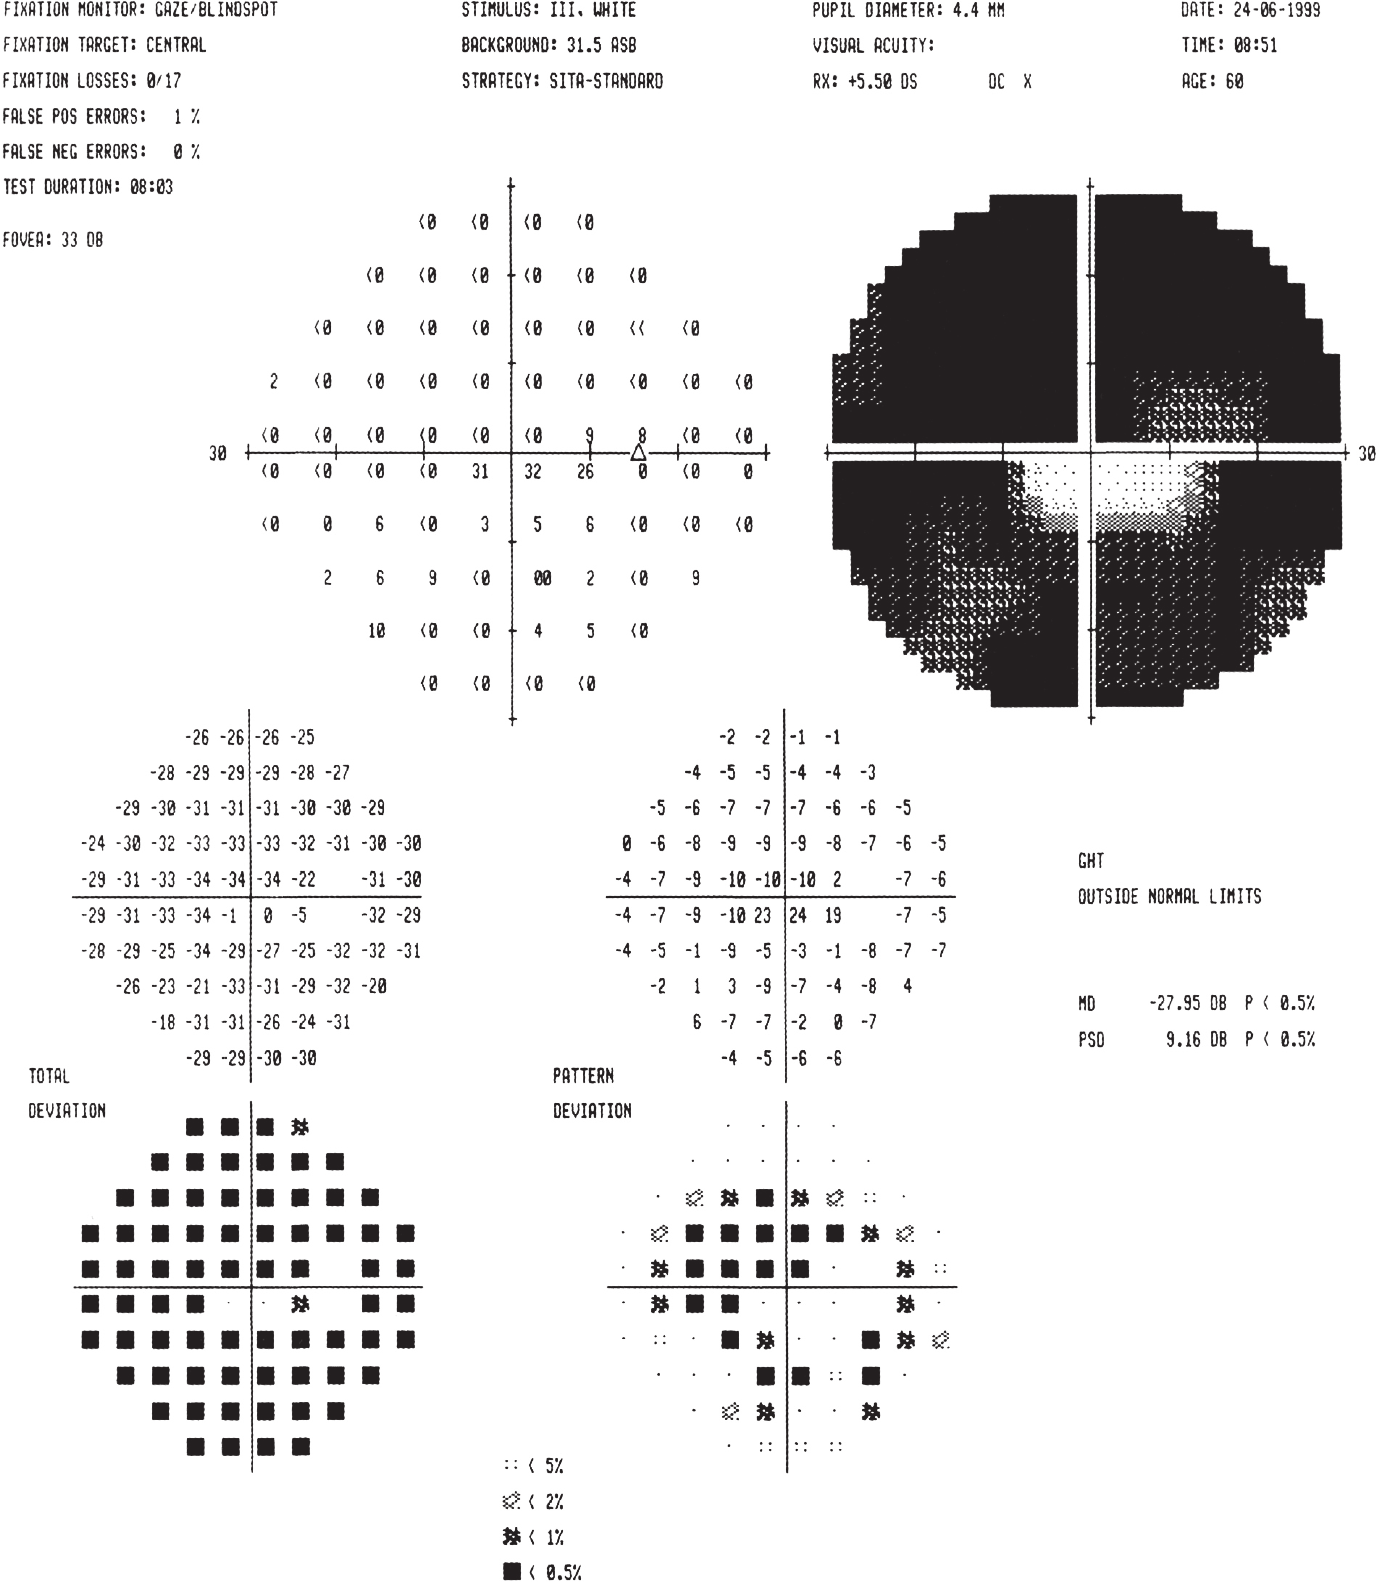 FIXATION MONITOR: GAZE/BLINDSPOT STIMULUS: III, WHITE PUPIL DIAMETER: 4.4 MM DATE: 24-06-1999
FIXATION TARGET: CENTRAL BACKGROUND: 31.5 ASB VISUAL ACUITY: TIME: 08:51
FIXATION LOSSES: 0/17 STRATEGY: SITA-STANDARD RX: +5.50 DS DC X AGE: 60
FALSE POS ERRORS: 1 %
FALSE NEG ERRORS: 0 %
TEST DURATION: 08:03
FOVEA: 33 DB
<0 <0 <0 <0
<0 <0 <0 <0 <0 <0
<0 <0 <0 <0 <0 <0 << <0
2 <0 <0 <0 <0 <0 <0 <0 <0 <0
<0 <0 <0 <0 <0 <0 9 8 <0 <0
30 30
<0 <0 <0 <0 31 32 26 0 <0 0
<0 0 6 <0 3 5 6 <0 <0 <0
2 6 9 <0 00 2 <0 9
10 <0 <0 4 5 <0
<0 <0 <0 <0
-26 -26 -26 -25 -2 -2 -1 -1
-28 -29 -29 -29 -28 -27 -4 -5 -5 -4 -4 -3
-29 -30 -31 -31 -31 -30 -30 -29 -5 -6 -7 -7 -7 -6 -6 -5
-24 -30 -32 -33 -33 -33 -32 -31 -30 -30 0 -6 -8 -9 -9 -9 -8 -7 -6 -5
-29 -31 -33 -34 -34 -34 -22 -31 -30 -4 -7 -9 -10 -10 -10 2 -7 -6
-29 -31 -33 -34 -1 0 -5 -32 -29 -4 -7 -9 -10 23 24 19 -7 -5
-28 -29 -25 -34 -29 -27 -25 -32 -32 -31 -4 -5 -1 -9 -5 -3 -1 -8 -7 -7
-26 -23 -21 -33 -31 -29 -32 -20 -2 1 3 -9 -7 -4 -8 4
-18 -31 -31 -26 -24 -31 6 -7 -7 -2 0 -7
-29 -29 -30 -30 -4 -5 -6 -6
GHT
OUTSIDE NORMAL LIMITS
MD -27.95 DB P < 0.5%
PSD 9.16 DB P < 0.5%
TOTAL
DEVIATION
PATTERN
DEVIATION
< 5%
< 2%
< 1%
< 0.5%